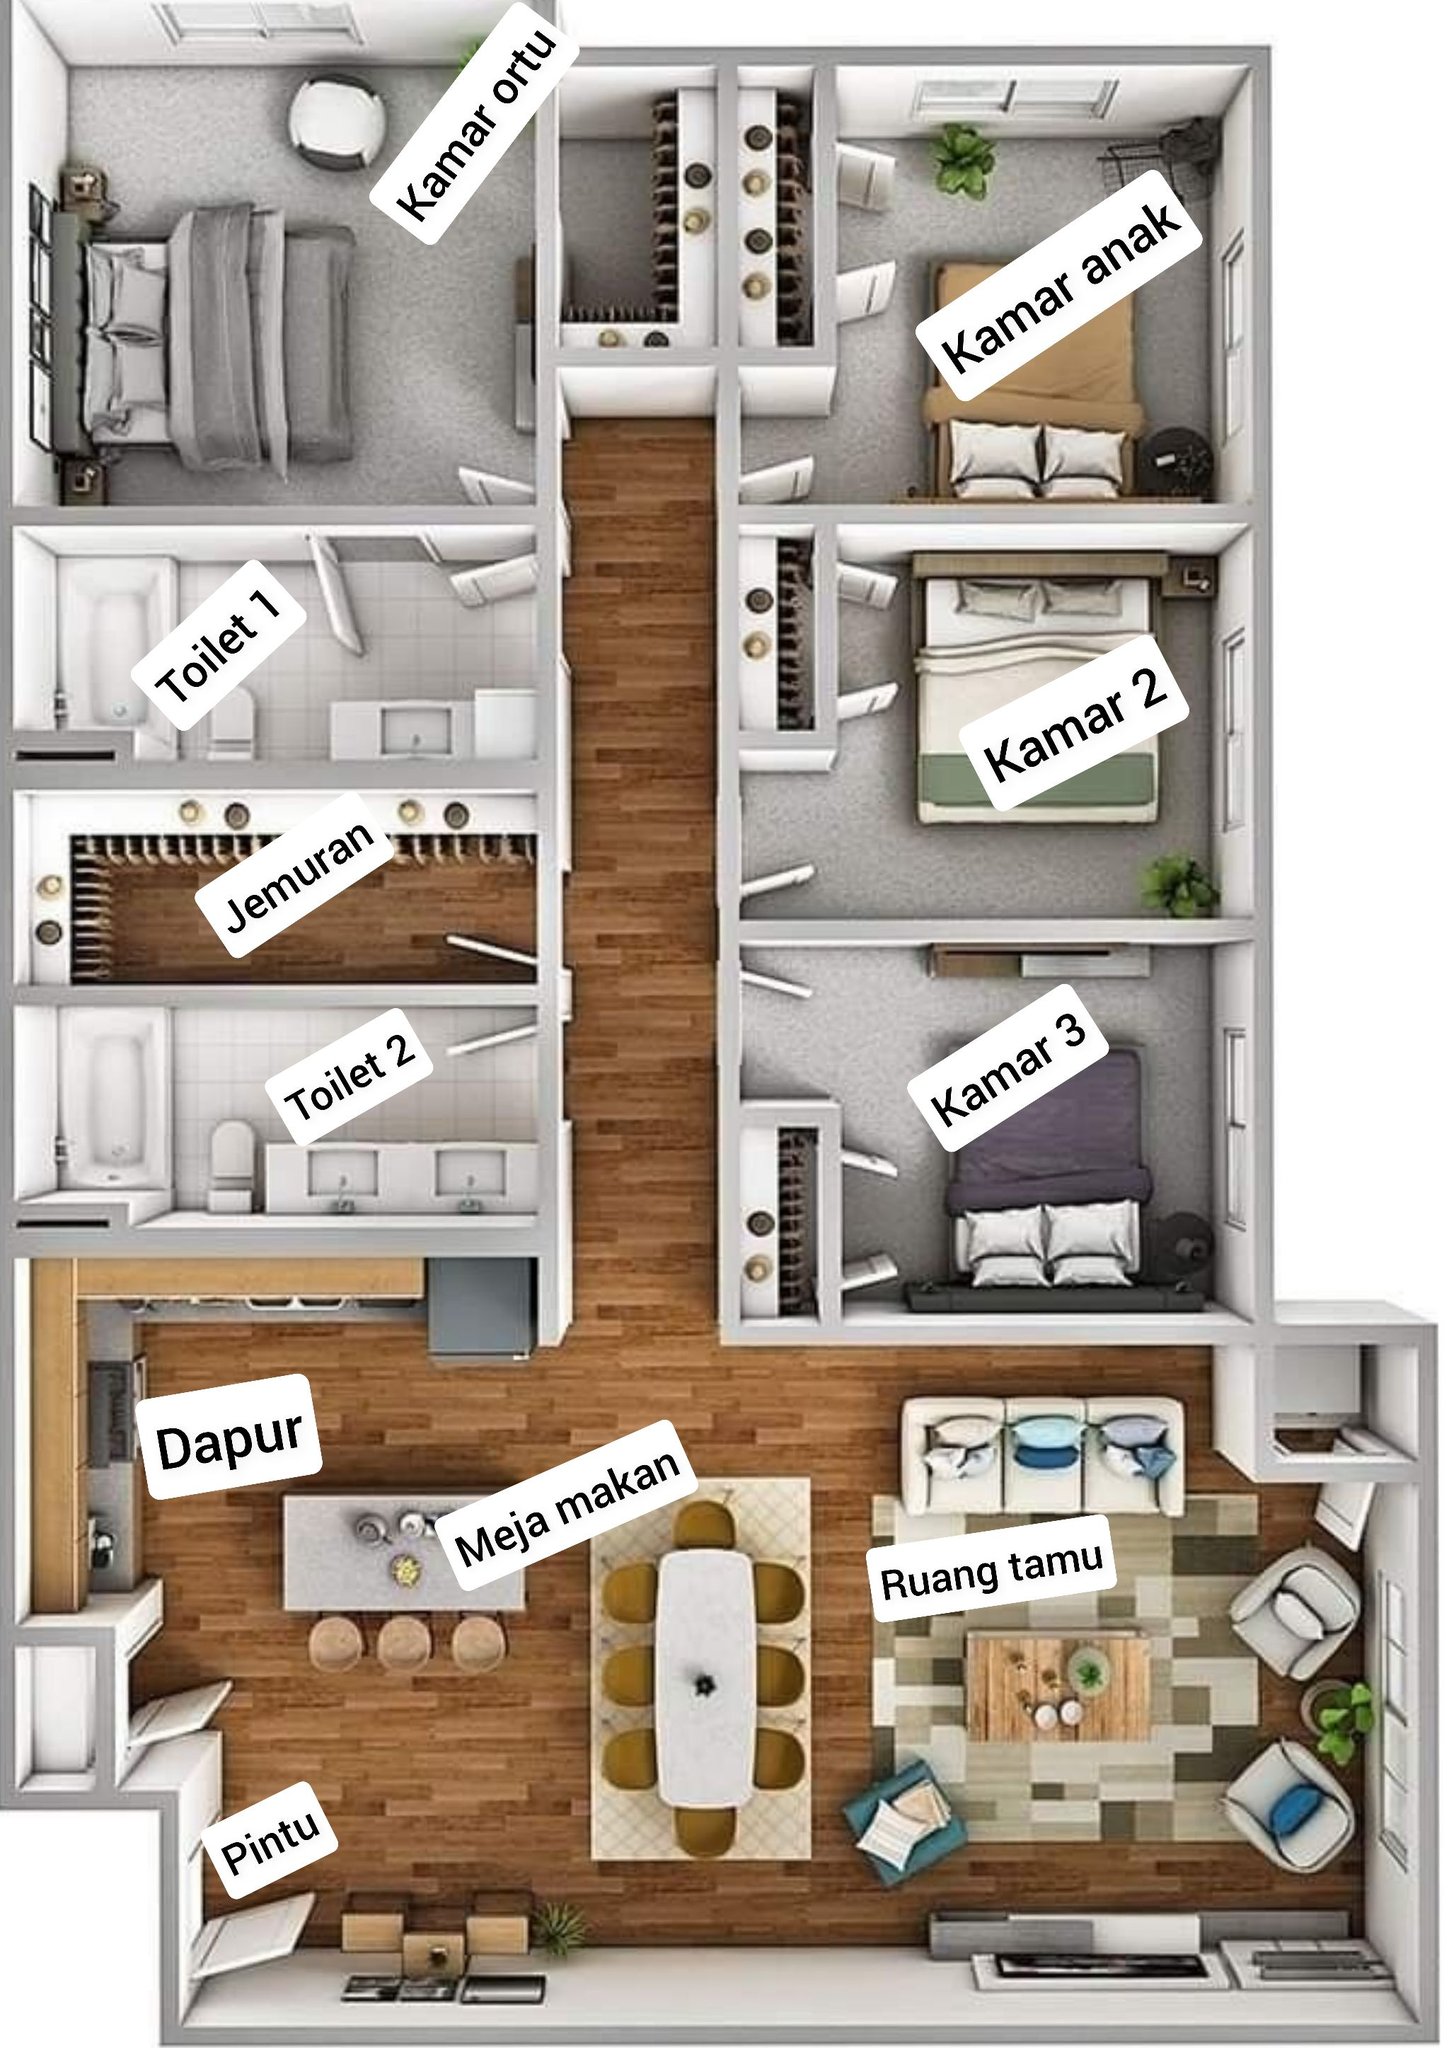 Kamar ortu
Kamar anak
Toilet 1
Kamar 2
Jemuran
Toilet 2
Kamar 3
Dapur
Meja makan
Ruang tamu
Pintu